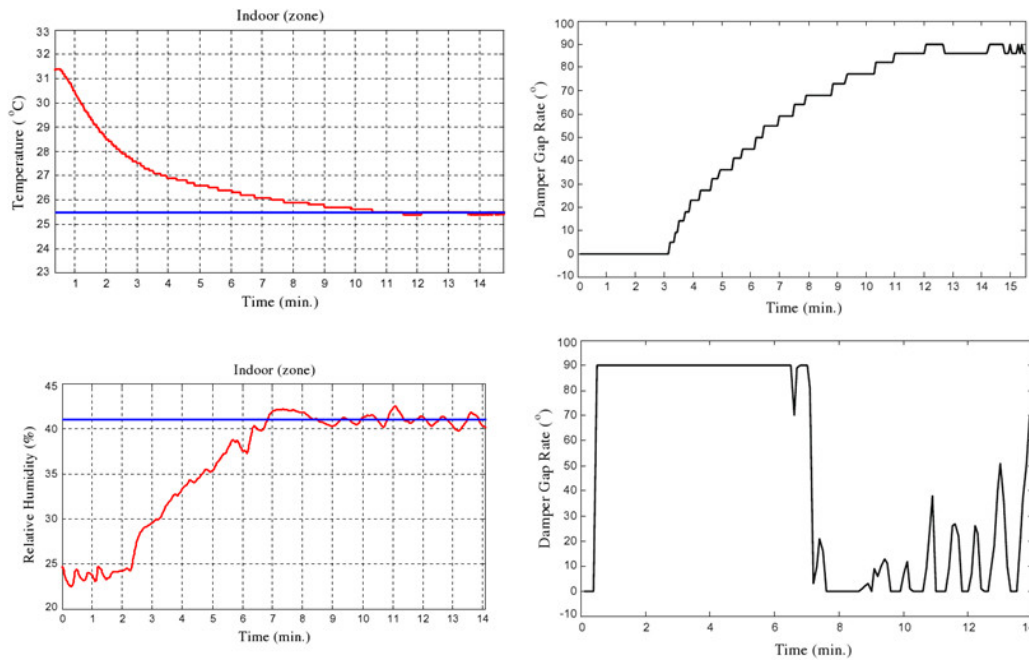 Indoor (zone)
33
32
31
30
29
28
27
26
25
24
23
Temperature ( °C)
1 2 3 4 5 6 7 8 9 10 11 12 13 14
Time (min.)
100
90
80
70
60
50
40
30
20
10
0
-10
Damper Gap Rate (°)
0 1 2 3 4 5 6 7 8 9 10 11 12 13 14 15
Time (min.)
Indoor (zone)
45
40
35
30
25
20
Relative Humidity (%)
0 1 2 3 4 5 6 7 8 9 10 11 12 13 14
Time (min.)
100
90
80
70
60
50
40
30
20
10
0
-10
Damper Gap Rate (°)
0 2 4 6 8 10 12 14
Time (min.)